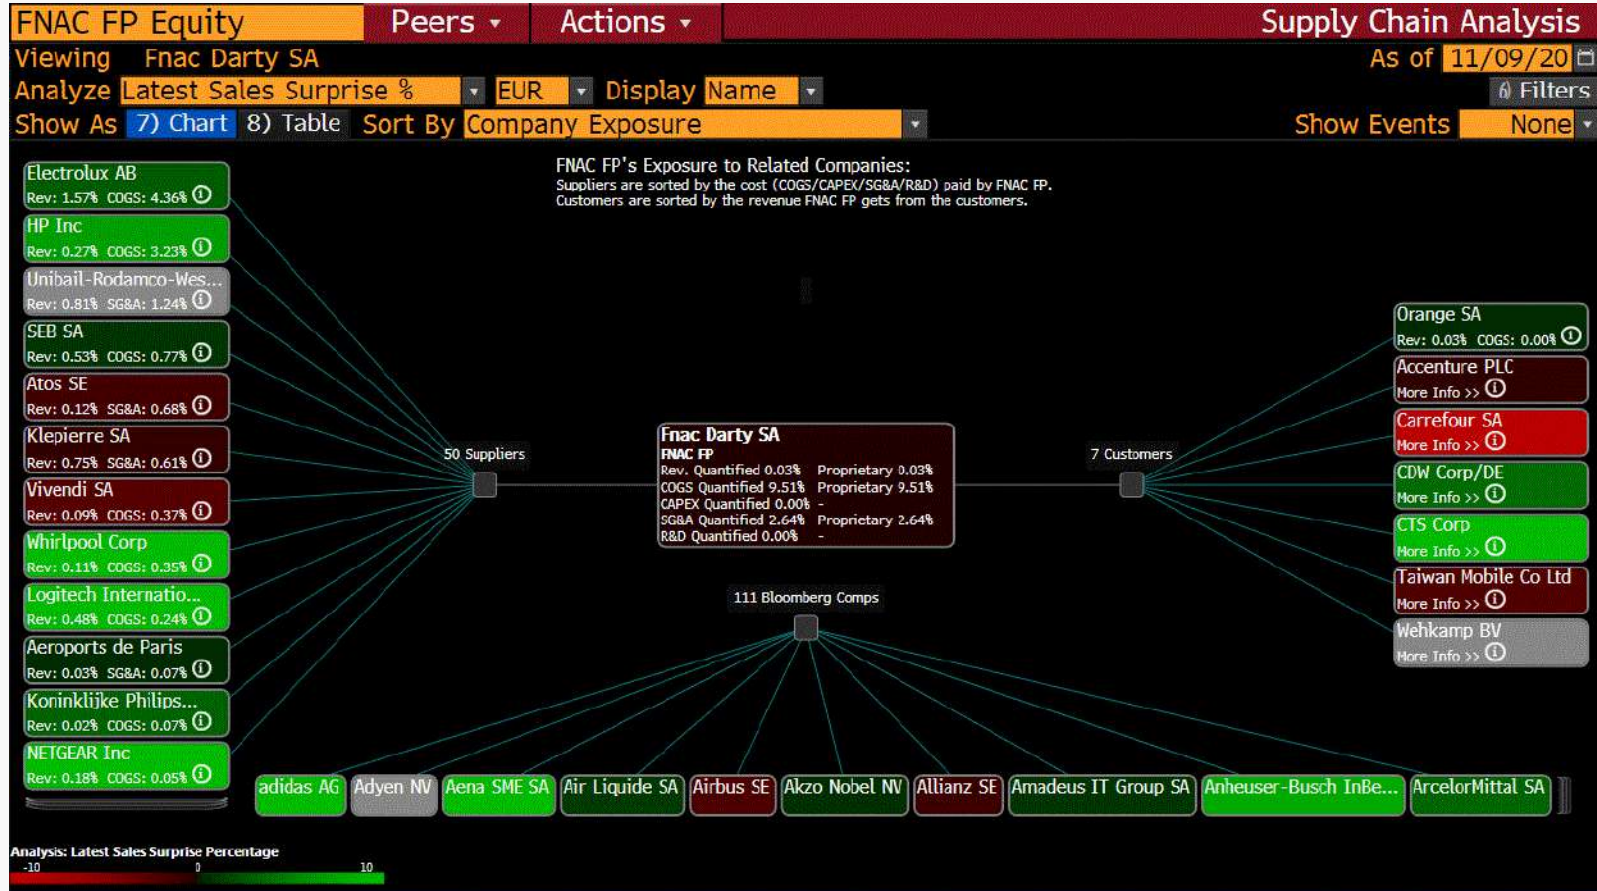 FNAC FP Equity Peers Actions Supply Chain Analysis
Viewing Fnac Darty SA As of 11/09/20
Analyze Latest Sales Surprise % EUR Display Name 6) Filters
Show As 7) Chart 8) Table Sort By Company Exposure Show Events None
FNAC FP's Exposure to Related Companies:
Suppliers are sorted by the cost (COGS/CAPEX/SG&A/R&D) paid by FNAC FP.
Customers are sorted by the revenue FNAC FP gets from the customers.
Electrolux AB
Rev: 1.57% COGS: 4.36%
HP Inc
Rev: 0.27% COGS: 3.23%
Unibail-Rodamco-Wes...
Rev: 0.81% SG&A: 1.24%
SEB SA
Rev: 0.53% COGS: 0.77%
Atos SE
Rev: 0.12% SG&A: 0.68%
Klepierre SA
Rev: 0.75% SG&A: 0.61%
Vivendi SA
Rev: 0.09% COGS: 0.37%
Whirlpool Corp
Rev: 0.11% COGS: 0.35%
Logitech Internatio...
Rev: 0.48% COGS: 0.24%
Aeroports de Paris
Rev: 0.03% SG&A: 0.07%
Koninklijke Philips...
Rev: 0.02% COGS: 0.07%
NETGEAR Inc
Rev: 0.18% COGS: 0.05%
50 Suppliers
Fnac Darty SA
FNAC FP
Rev. Quantified 0.03% Proprietary 0.03%
COGS Quantified 9.51% Proprietary 9.51%
CAPEX Quantified 0.00% -
SG&A Quantified 2.64% Proprietary 2.64%
R&D Quantified 0.00% -
7 Customers
Orange SA
Rev: 0.03% COGS: 0.00%
Accenture PLC
More Info >>
Carrefour SA
More Info >>
CDW Corp/DE
More Info >>
CTS Corp
More Info >>
Taiwan Mobile Co Ltd
More Info >>
Wehkamp BV
More Info >>
111 Bloomberg Comps
adidas AG Adyen NV Aena SME SA Air Liquide SA Airbus SE Akzo Nobel NV Allianz SE Amadeus IT Group SA Anheuser-Busch InBe... ArcelorMittal SA
Analysis: Latest Sales Surprise Percentage
-10 0 10